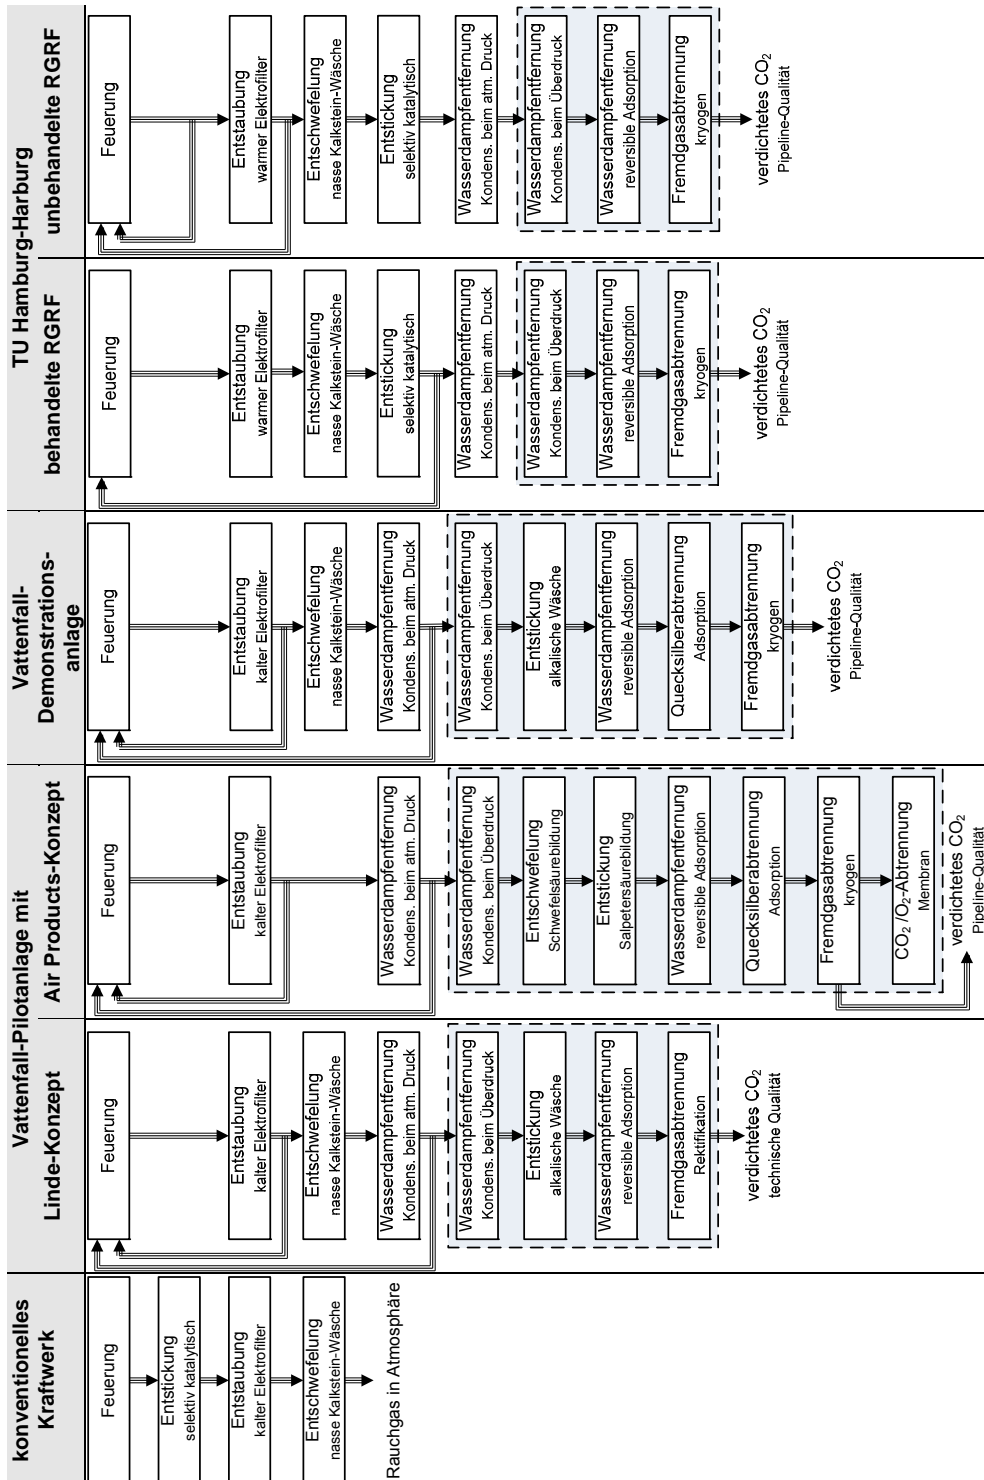 konventionelles
Kraftwerk
Feuerung
Entstickung
selektiv katalytisch
Entstaubung
kalter Elektrofilter
Entschwefelung
nasse Kalkstein-Wäsche
Rauchgas in Atmosphäre
Vattenfall-Pilotanlage mit
Linde-Konzept
Feuerung
Entstaubung
kalter Elektrofilter
Entschwefelung
nasse Kalkstein-Wäsche
Wasserdampfentfernung
Kondens. beim atm. Druck
Wasserdampfentfernung
Kondens. beim Überdruck
Entstickung
alkalische Wäsche
Wasserdampfentfernung
reversible Adsorption
Fremdgasabtrennung
Rektifikation
verdichtetes CO₂
technische Qualität
Air Products-Konzept
Feuerung
Entstaubung
kalter Elektrofilter
Wasserdampfentfernung
Kondens. beim atm. Druck
Wasserdampfentfernung
Kondens. beim Überdruck
Entschwefelung
Schwefelsäurebildung
Entstickung
Salpetersäurebildung
Wasserdampfentfernung
reversible Adsorption
Quecksilberabtrennung
Adsorption
Fremdgasabtrennung
kryogen
CO₂ /O₂-Abtrennung
Membran
verdichtetes CO₂
Pipeline-Qualität
Vattenfall-
Demonstrations-
anlage
Feuerung
Entstaubung
kalter Elektrofilter
Entschwefelung
nasse Kalkstein-Wäsche
Wasserdampfentfernung
Kondens. beim atm. Druck
Wasserdampfentfernung
Kondens. beim Überdruck
Entstickung
alkalische Wäsche
Wasserdampfentfernung
reversible Adsorption
Quecksilberabtrennung
Adsorption
Fremdgasabtrennung
kryogen
verdichtetes CO₂
Pipeline-Qualität
TU Hamburg-Harburg
behandelte RGRF
Feuerung
Entstaubung
warmer Elektrofilter
Entschwefelung
nasse Kalkstein-Wäsche
Entstickung
selektiv katalytisch
Wasserdampfentfernung
Kondens. beim atm. Druck
Wasserdampfentfernung
Kondens. beim Überdruck
Wasserdampfentfernung
reversible Adsorption
Fremdgasabtrennung
kryogen
verdichtetes CO₂
Pipeline-Qualität
unbehandelte RGRF
Feuerung
Entstaubung
warmer Elektrofilter
Entschwefelung
nasse Kalkstein-Wäsche
Entstickung
selektiv katalytisch
Wasserdampfentfernung
Kondens. beim atm. Druck
Wasserdampfentfernung
Kondens. beim Überdruck
Wasserdampfentfernung
reversible Adsorption
Fremdgasabtrennung
kryogen
verdichtetes CO₂
Pipeline-Qualität